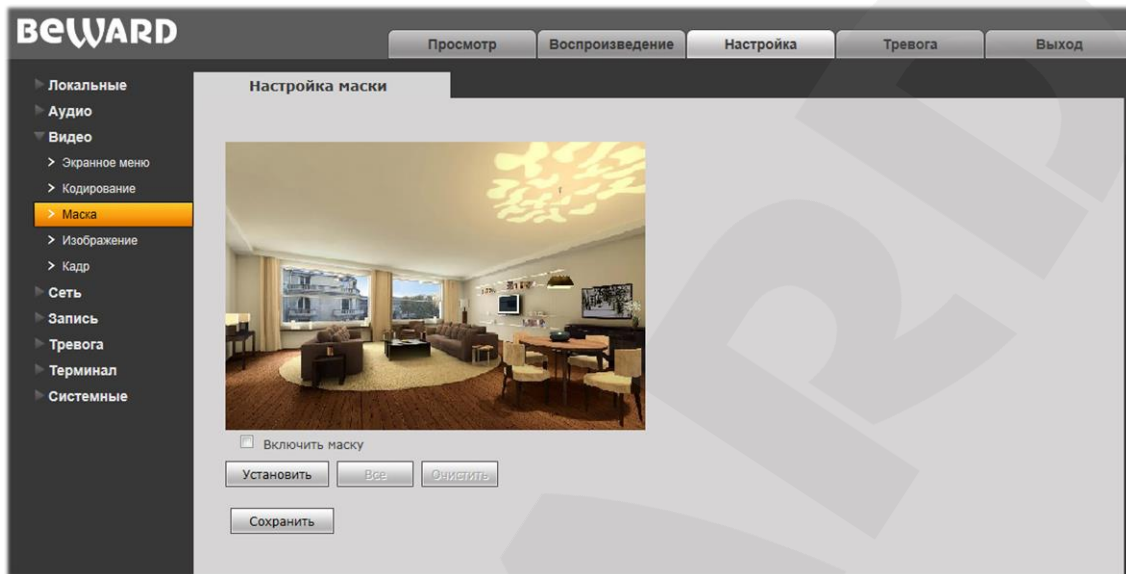 BEWARD
Просмотр
Воспроизведение
Настройка
Тревога
Выход
Локальные
Аудио
Видео
Экранное меню
Кодирование
Маска
Изображение
Кадр
Сеть
Запись
Тревога
Терминал
Системные
Настройка маски
Включить маску
Установить
Все
Очистить
Сохранить